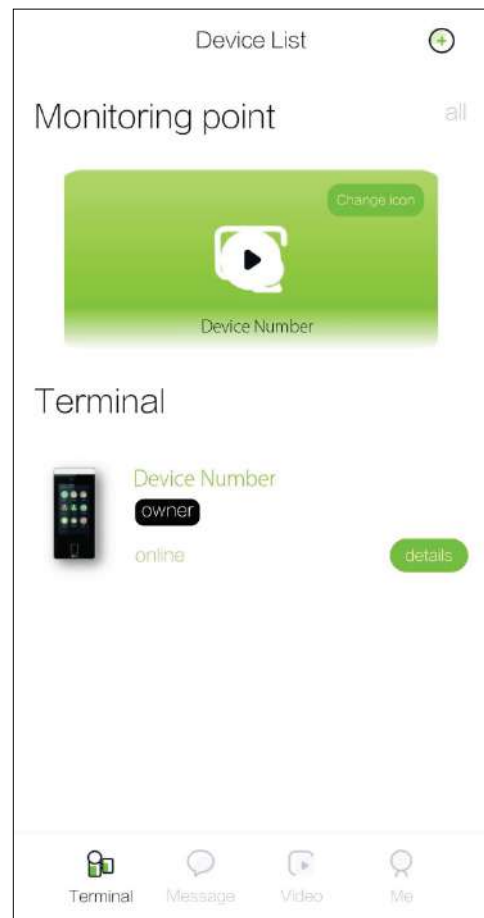 Device List
Monitoring point all
Change icon
Device Number
Terminal
Device Number
owner
online details
Terminal Message Video Me